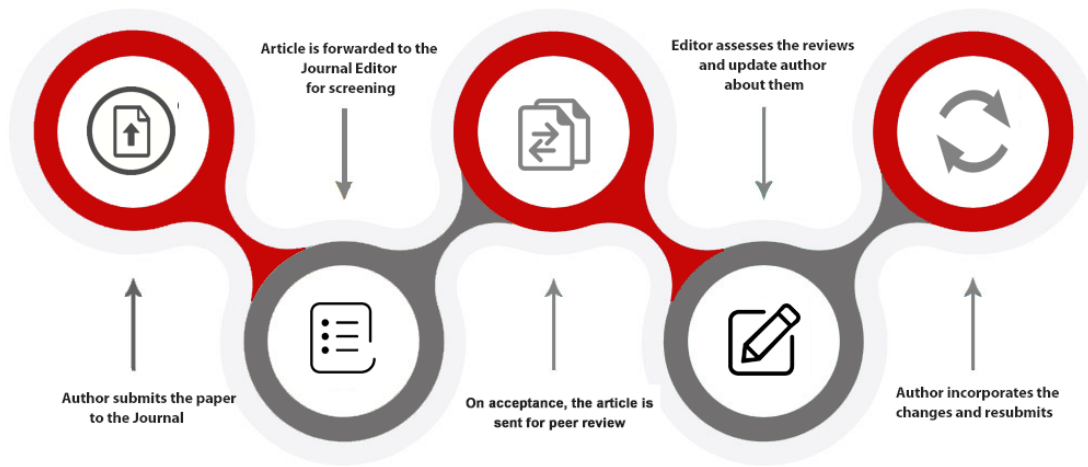 Author submits the paper
to the Journal
Article is forwarded to the
Journal Editor
for screening
On acceptance, the article is
sent for peer review
Editor assesses the reviews
and update author
about them
Author incorporates the
changes and resubmits